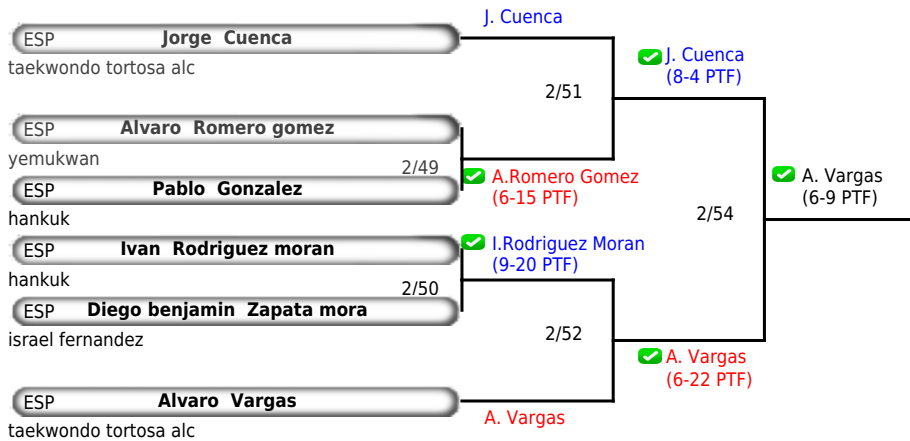 J. Cuenca
ESP Jorge Cuenca
taekwondo tortosa alc
J. Cuenca
(8-4 PTF)
2/51
ESP Alvaro Romero gomez
yemukwan
2/49
ESP Pablo Gonzalez
hankuk
A.Romero Gomez
(6-15 PTF)
A. Vargas
(6-9 PTF)
2/54
ESP Ivan Rodriguez moran
hankuk
I.Rodriguez Moran
(9-20 PTF)
2/50
ESP Diego benjamin Zapata mora
israel fernandez
2/52
A. Vargas
(6-22 PTF)
ESP Alvaro Vargas
taekwondo tortosa alc
A. Vargas